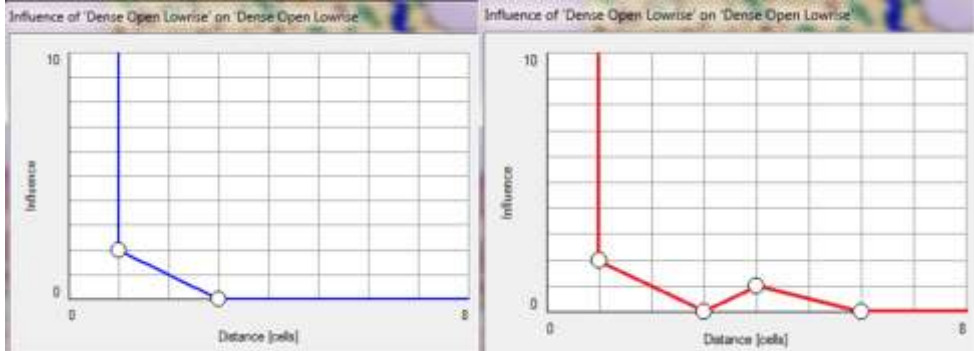 Influence of 'Dense Open Lowrise' on 'Dense Open Lowrise'
10
Influence
0
0
8
Distance [cells]
Influence of 'Dense Open Lowrise' on 'Dense Open Lowrise'
10
Influence
0
0
8
Distance [cells]